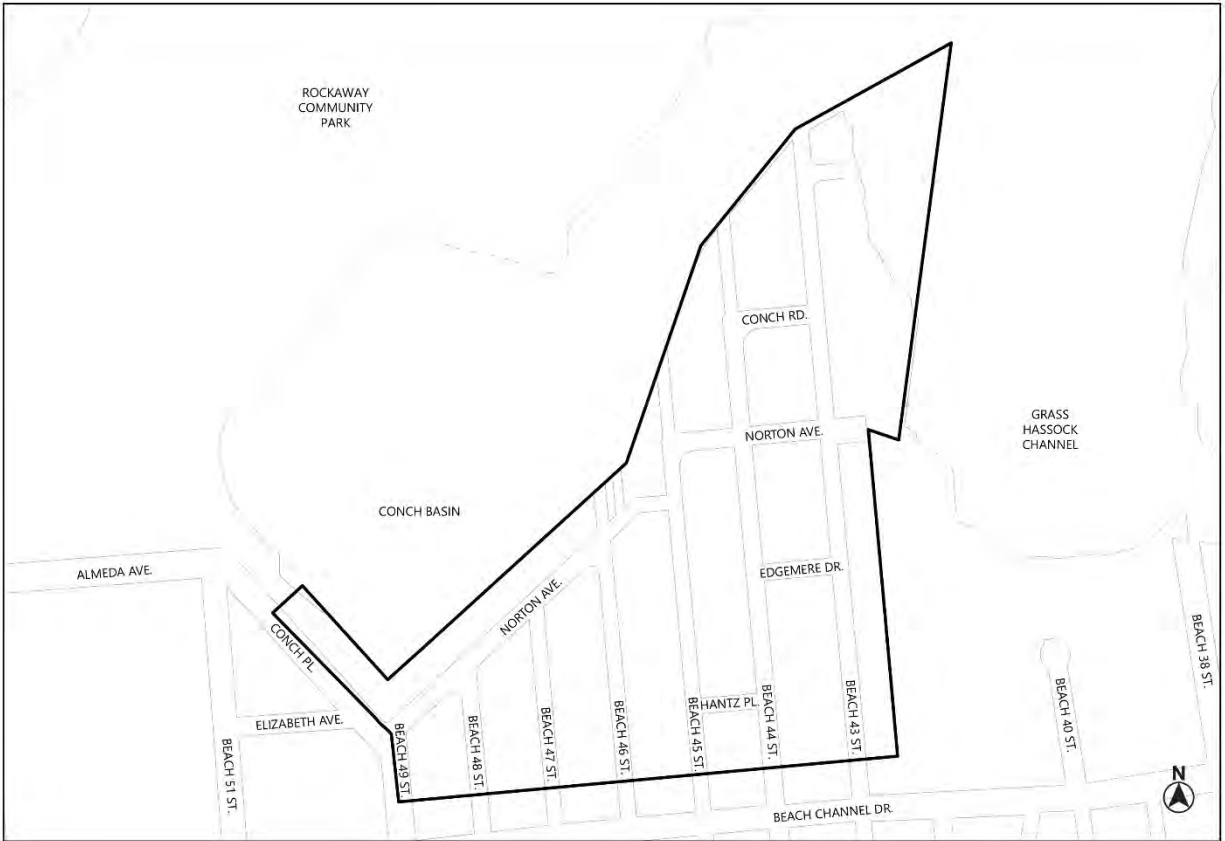 ROCKAWAY
COMMUNITY
PARK
CONCH RD.
GRASS
HASSOCK
CHANNEL
NORTON AVE.
CONCH BASIN
ALMEDA AVE.
EDGEMERE DR.
NORTON AVE.
CONCH PL.
BEACH 38 ST.
ELIZABETH AVE.
HANTZ PL.
BEACH 51 ST.
BEACH 49 ST.
BEACH 48 ST.
BEACH 47 ST.
BEACH 46 ST.
BEACH 45 ST.
BEACH 44 ST.
BEACH 43 ST.
BEACH 40 ST.
N
BEACH CHANNEL DR.